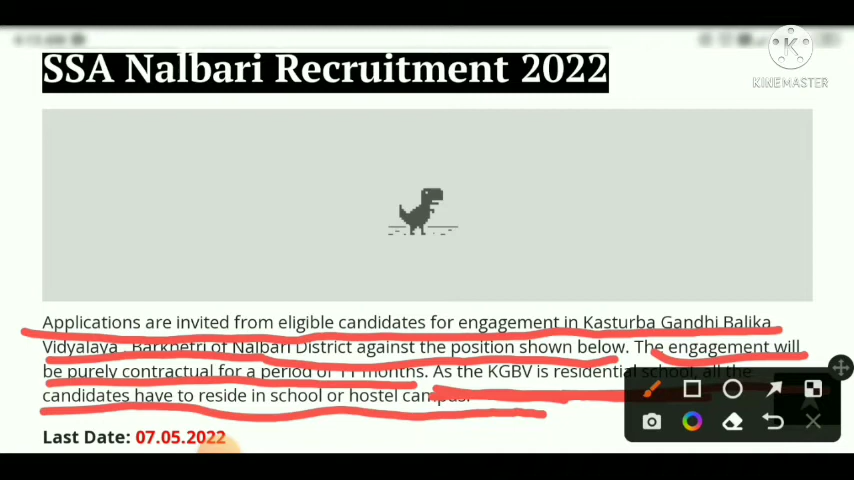 KINEMASTER
SSA Nalbari Recruitment 2022
Applications are invited from eligible candidates for engagement in Kasturba Gandhi Balika
Vidyalaya, Barkhetri of Nalbari District against the position shown below. The engagement will
be purely contractual for a period of 11 months. As the KGBV is residential school, all the
candidates have to reside in school or hostel campus.
Last Date: 07.05.2022